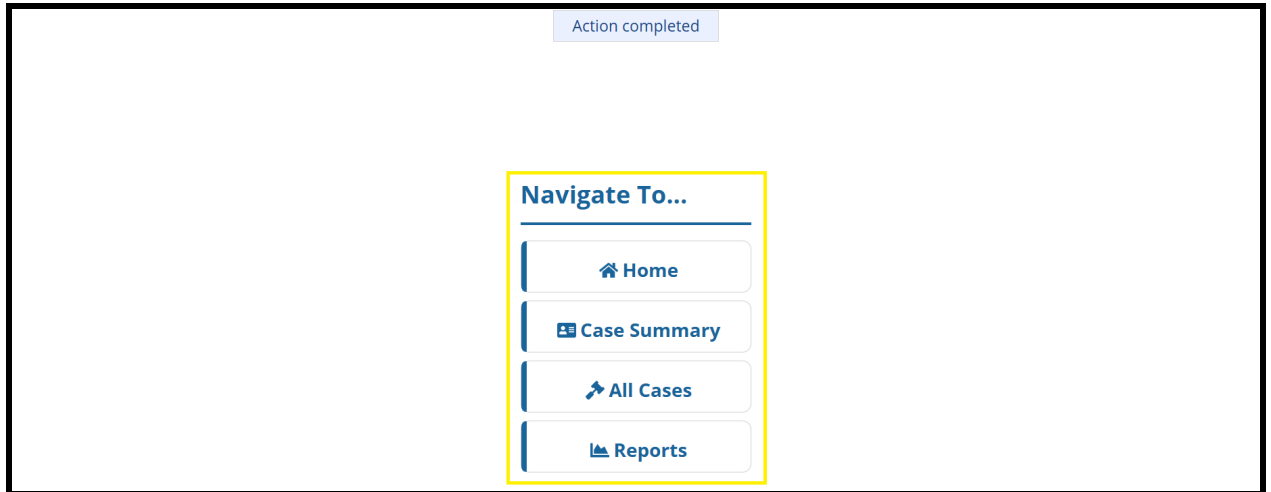 Action completed
Navigate To...
Home
Case Summary
All Cases
Reports